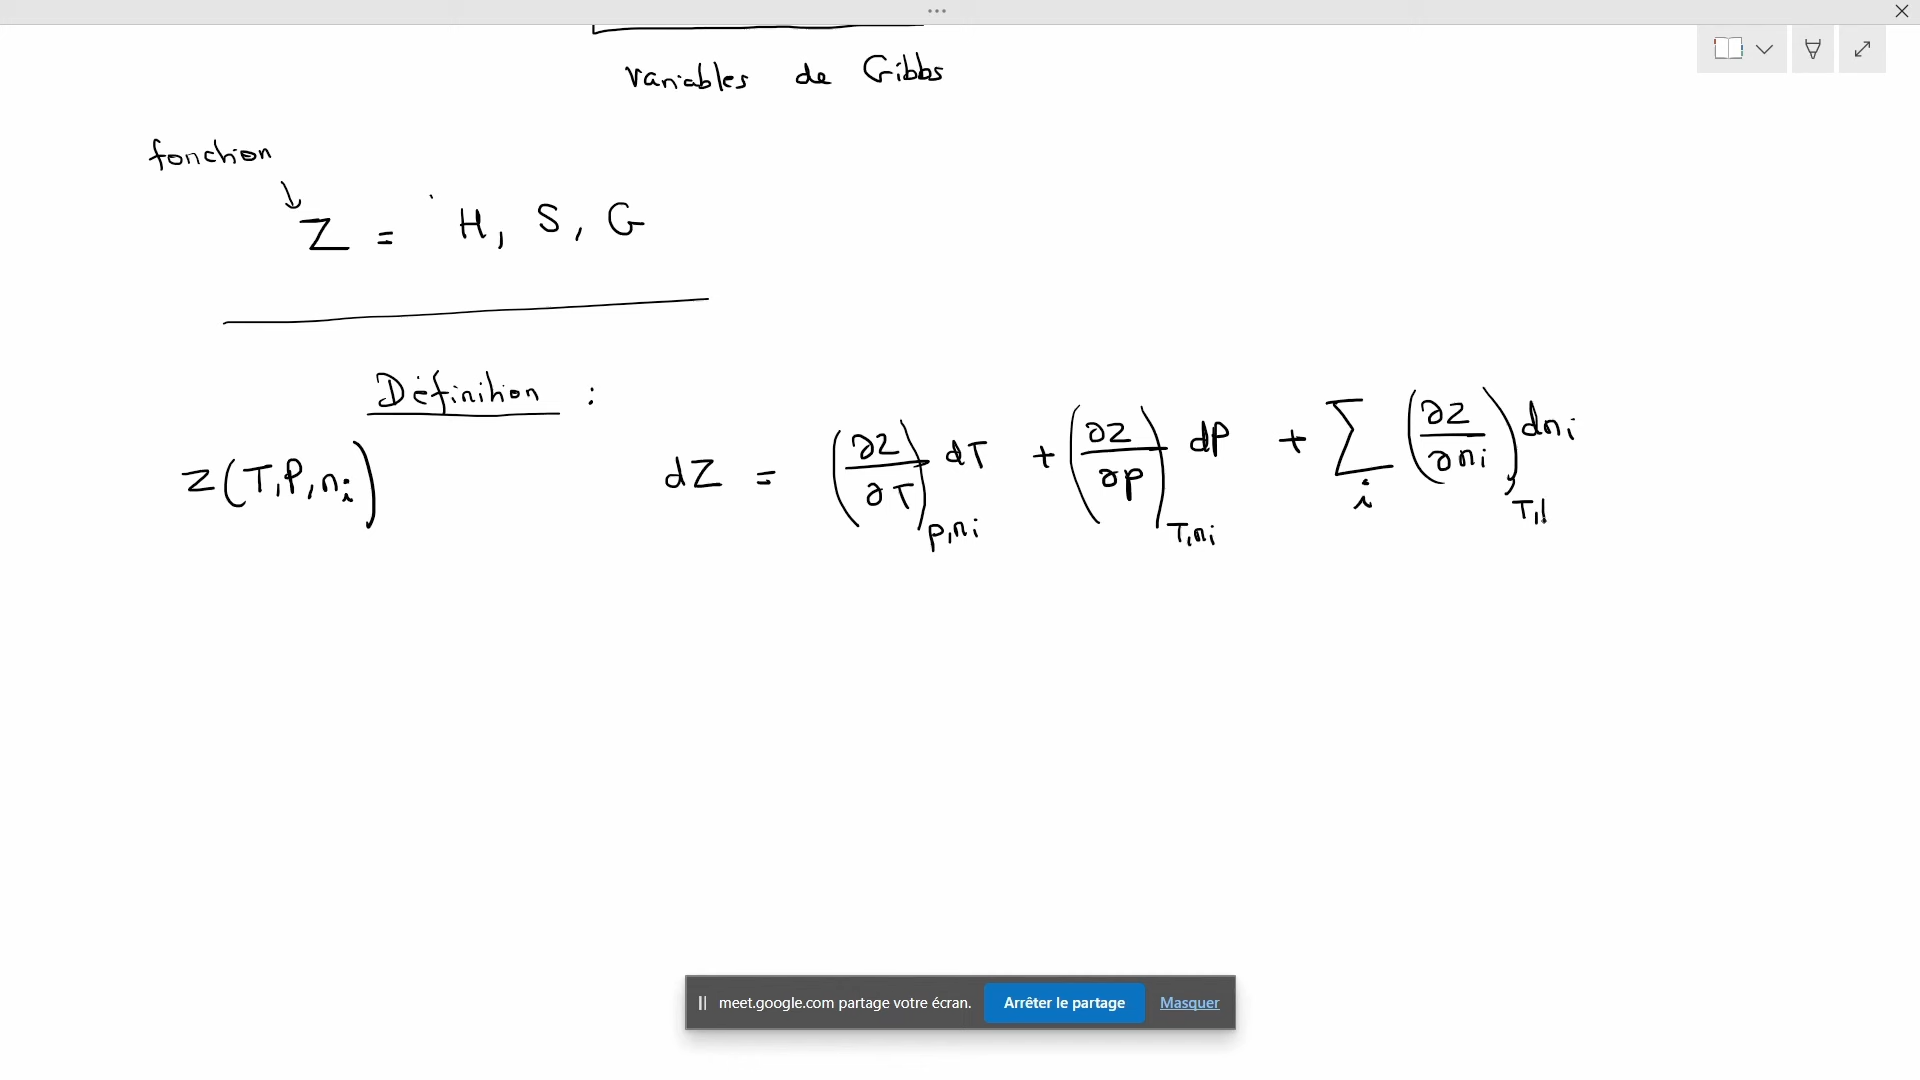 variables de Gibbs
fonction
Z = H, S, G
Définition :
Z(T,P,ni) dZ = (∂Z/∂T)P,ni dT + (∂Z/∂P)T,ni dP + ∑i (∂Z/∂ni)T, dni
meet.google.com partage votre écran. Arrêter le partage Masquer